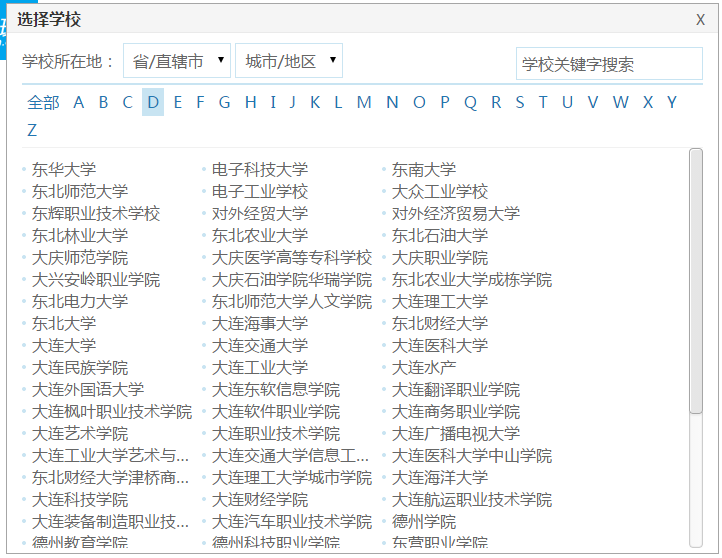 选择学校 X
学校所在地： 省/直辖市 城市/地区 学校关键字搜索
全部 A B C D E F G H I J K L M N O P Q R S T U V W X Y
Z
东华大学 电子科技大学 东南大学
东北师范大学 电子工业学校 大众工业学校
东辉职业技术学校 对外经贸大学 对外经济贸易大学
东北林业大学 东北农业大学 东北石油大学
大庆师范学院 大庆医学高等专科学校 大庆职业学院
大兴安岭职业学院 大庆石油学院华瑞学院 东北农业大学成栋学院
东北电力大学 东北师范大学人文学院 大连理工大学
东北大学 大连海事大学 东北财经大学
大连大学 大连交通大学 大连医科大学
大连民族学院 大连工业大学 大连水产
大连外国语大学 大连东软信息学院 大连翻译职业学院
大连枫叶职业技术学院 大连软件职业学院 大连商务职业学院
大连艺术学院 大连职业技术学院 大连广播电视大学
大连工业大学艺术与... 大连交通大学信息工... 大连医科大学中山学院
东北财经大学津桥商... 大连理工大学城市学院 大连海洋大学
大连科技学院 大连财经学院 大连航运职业技术学院
大连装备制造职业技... 大连汽车职业技术学院 德州学院
德州教育学院 德州科技职业学院 东营职业学院